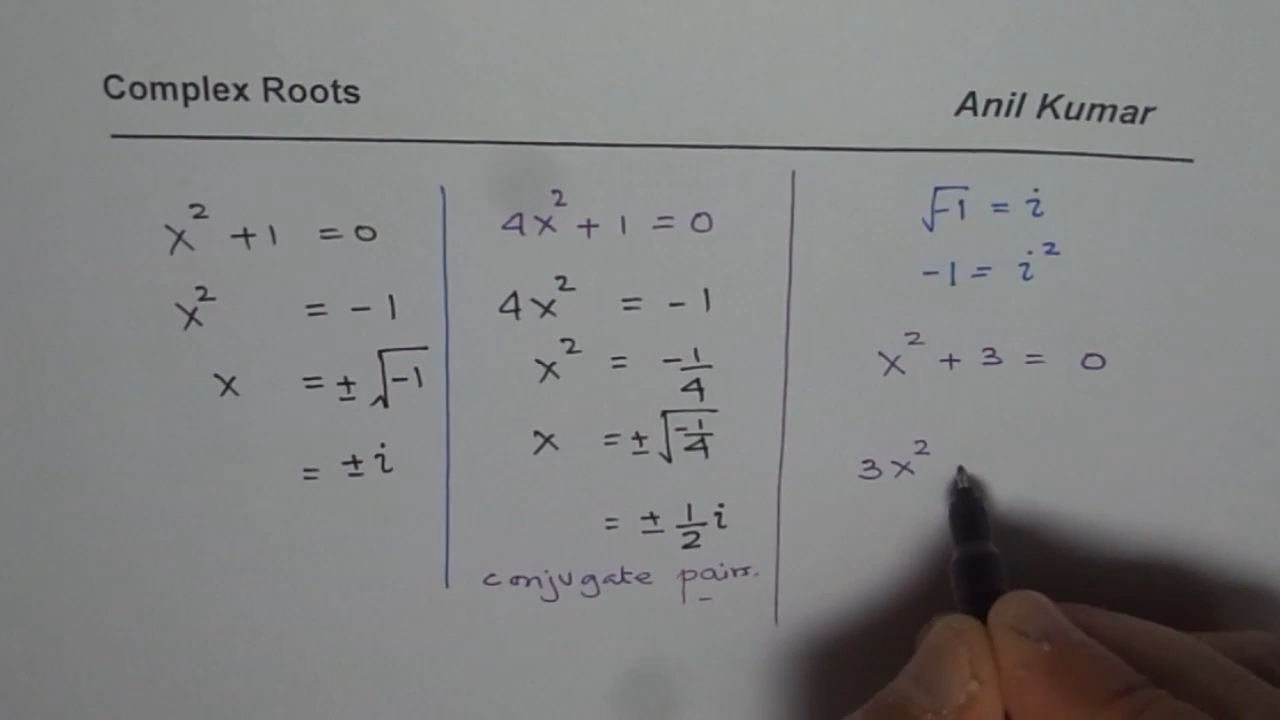 Complex Roots
Anil Kumar
x² + 1 = 0
x² = - 1
x = ± √-1
= ± i
4x² + 1 = 0
4x² = - 1
x² = -1/4
x = ± √-1/4
= ± 1/2 i
conjugate pairs.
√-1 = i
-1 = i²
x² + 3 = 0
3x²